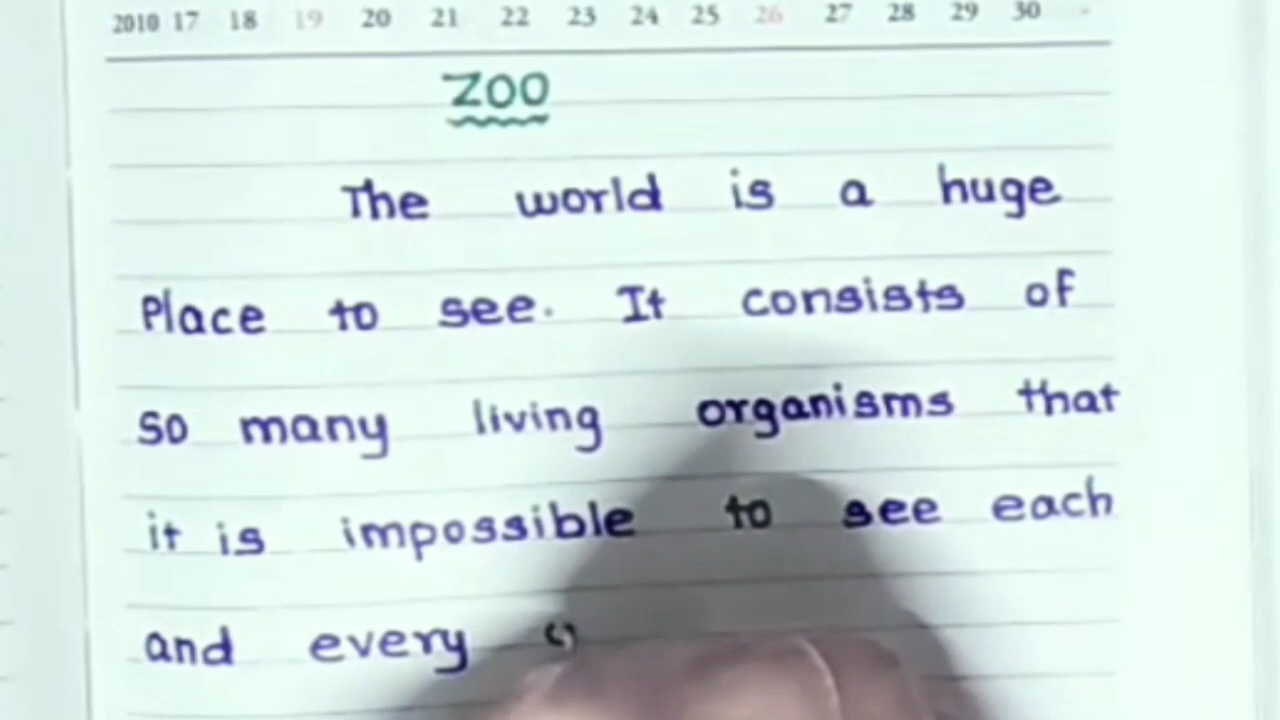 2010 17 18 19 20 21 22 23 24 25 26 27 28 29 30
ZOO
The world is a huge
Place to see. It consists of
so many living organisms that
it is impossible to see each
and every